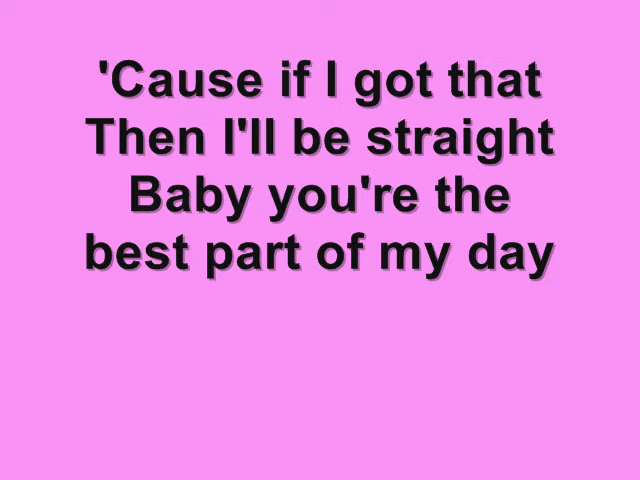 'Cause if I got that
Then I'll be straight
Baby you're the
best part of my day